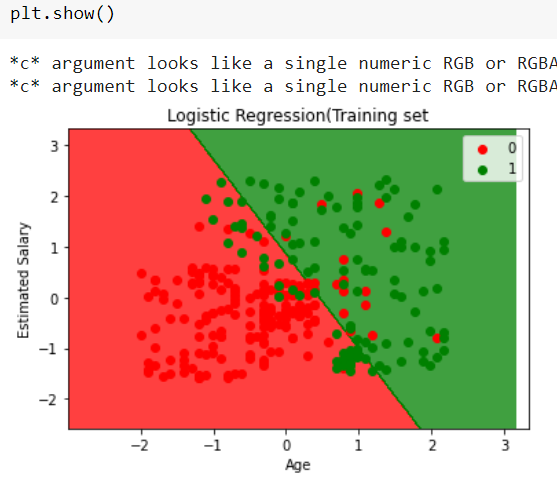 plt.show()
*c* argument looks like a single numeric RGB or RGBA
*c* argument looks like a single numeric RGB or RGBA
Logistic Regression(Training set
0
1
3
2
1
0
−1
−2
Estimated Salary
−2 −1 0 1 2 3
Age